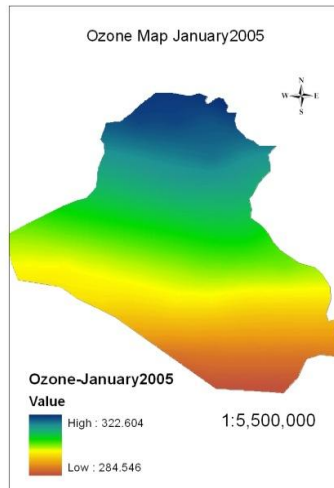 Ozone Map January2005
N
W E
S
Ozone-January2005
Value
High : 322.604
1:5,500,000
Low : 284.546